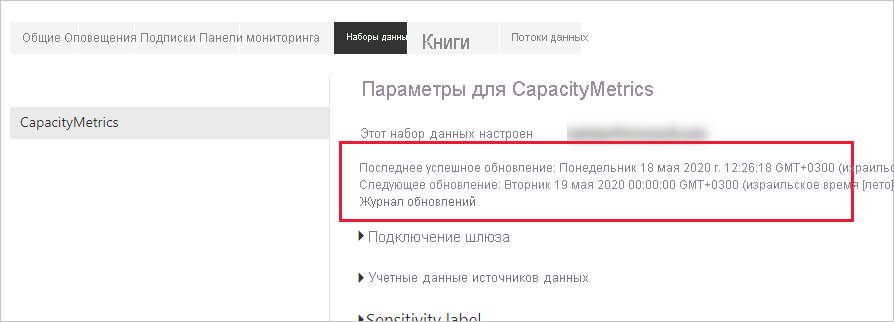 Общие Оповещения Подписки Панели мониторинга Наборы данны Книги Потоки данных
Параметры для CapacityMetrics
CapacityMetrics
Этот набор данных настроен
Последнее успешное обновление: Понедельник 18 мая 2020 г. 12:26:18 GMT+0300 (израильс
Следующее обновление: Вторник 19 мая 2020 00:00:00 GMT+0300 (израильское время [лето]
Журнал обновлений
Подключение шлюза
Учетные данные источников данных
Sensitivity label